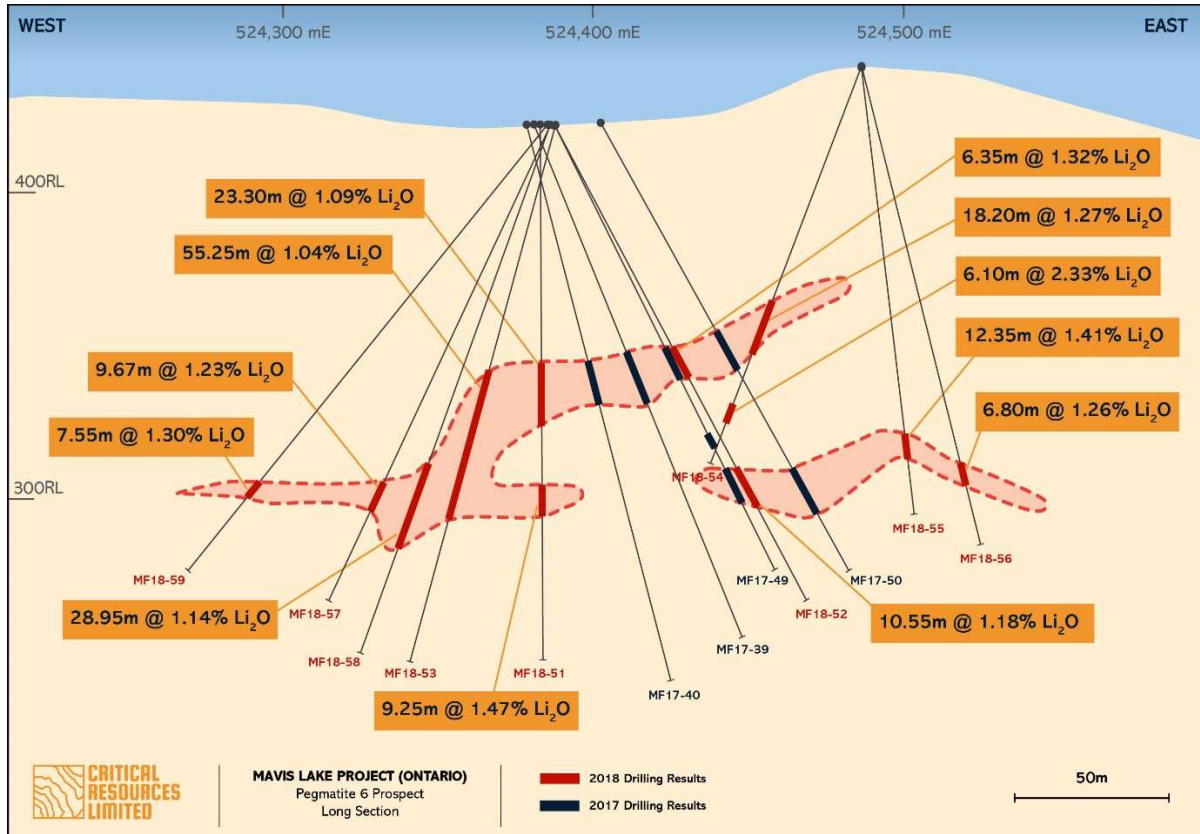 WEST
524,300 mE
524,400 mE
524,500 mE
EAST
400RL
300RL
23.30m @ 1.09% Li₂O
55.25m @ 1.04% Li₂O
9.67m @ 1.23% Li₂O
7.55m @ 1.30% Li₂O
28.95m @ 1.14% Li₂O
9.25m @ 1.47% Li₂O
6.35m @ 1.32% Li₂O
18.20m @ 1.27% Li₂O
6.10m @ 2.33% Li₂O
12.35m @ 1.41% Li₂O
6.80m @ 1.26% Li₂O
10.55m @ 1.18% Li₂O
MF18-59
MF18-57
MF18-58
MF18-53
MF18-51
MF17-40
MF17-39
MF17-49
MF18-52
MF17-50
MF18-54
MF18-55
MF18-56
CRITICAL
RESOURCES
LIMITED
MAVIS LAKE PROJECT (ONTARIO)
Pegmatite 6 Prospect
Long Section
2018 Drilling Results
2017 Drilling Results
50m